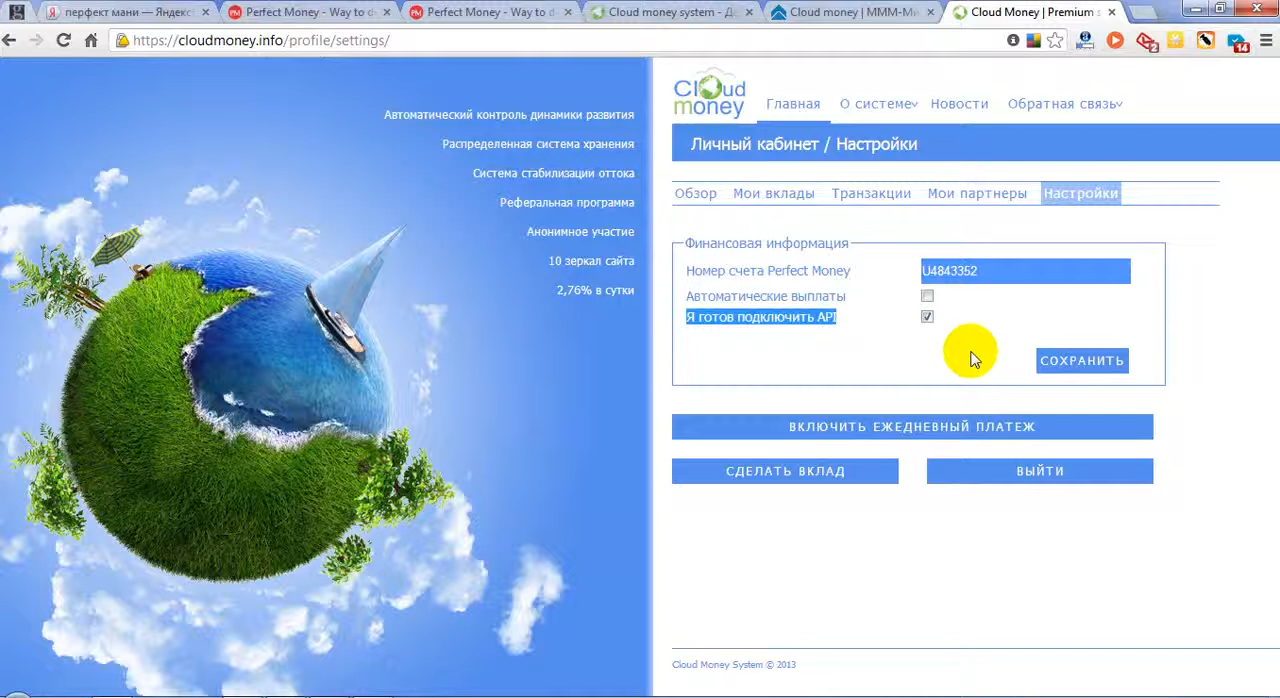 перфект мани — Яндекс
Perfect Money - Way to d
Perfect Money - Way to d
Cloud money system - Д
Cloud money | MMM-Ми
Cloud Money | Premium s
https://cloudmoney.info/profile/settings/
2
14
Автоматический контроль динамики развития
Распределенная система хранения
Система стабилизации оттока
Реферальная программа
Анонимное участие
10 зеркал сайта
2,76% в сутки
Cloud
money
Главная О системе Новости Обратная связь
Личный кабинет / Настройки
Обзор Мои вклады Транзакции Мои партнеры Настройки
Финансовая информация
Номер счета Perfect Money U4843352
Автоматические выплаты
Я готов подключить API
СОХРАНИТЬ
ВКЛЮЧИТЬ ЕЖЕДНЕВНЫЙ ПЛАТЕЖ
СДЕЛАТЬ ВКЛАД ВЫЙТИ
Cloud Money System © 2013